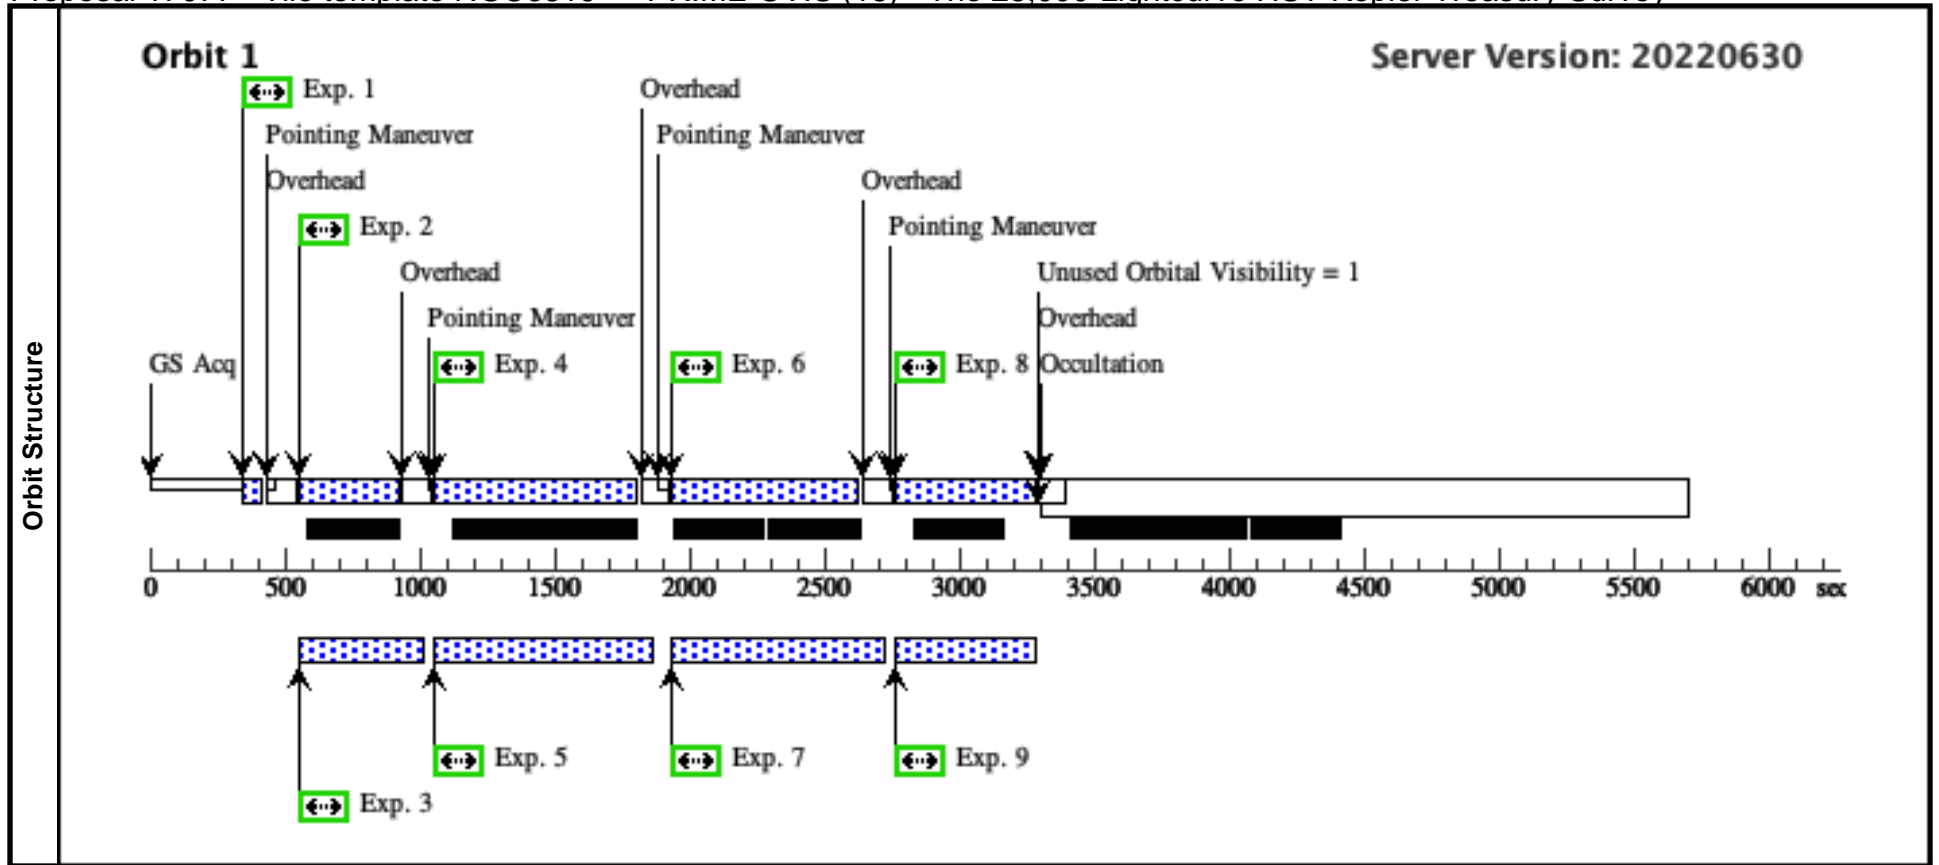 Orbit Structure
Orbit 1
Server Version: 20220630
Exp. 1
Overhead
Pointing Maneuver
Pointing Maneuver
Overhead
Overhead
Exp. 2
Pointing Maneuver
Overhead
Unused Orbital Visibility = 1
Pointing Maneuver
Overhead
GS Acq
Exp. 4
Exp. 6
Exp. 8
Occultation
0 500 1000 1500 2000 2500 3000 3500 4000 4500 5000 5500 6000 sec
Exp. 5
Exp. 7
Exp. 9
Exp. 3